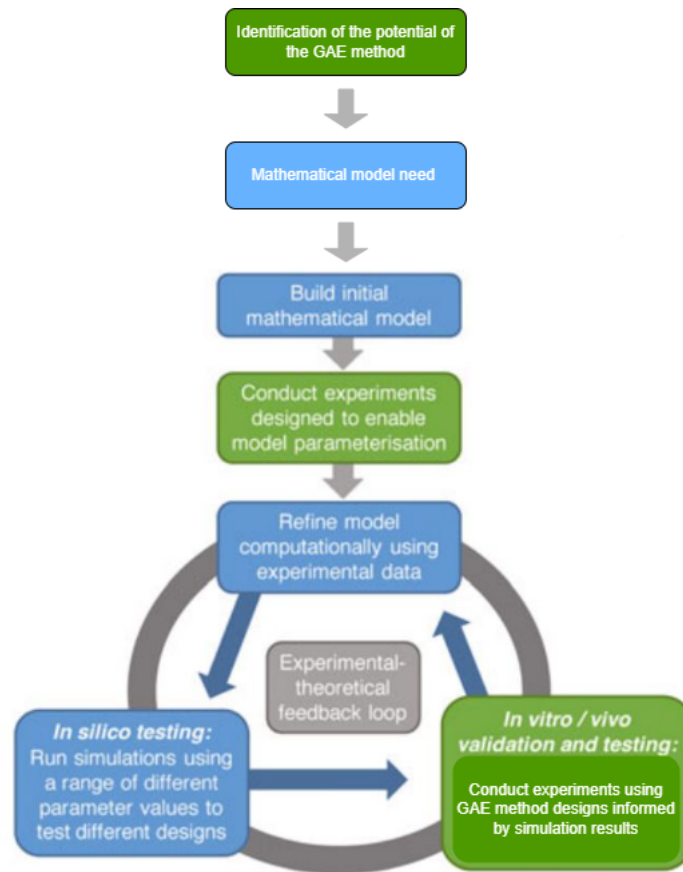 Identification of the potential of
the GAE method
Mathematical model need
Build initial
mathematical model
Conduct experiments
designed to enable
model parameterisation
Refine model
computationally using
experimental data
Experimental-
theoretical
feedback loop
In silico testing:
Run simulations using
a range of different
parameter values to
test different designs
In vitro / vivo
validation and testing:
Conduct experiments using
GAE method designs informed
by simulation results